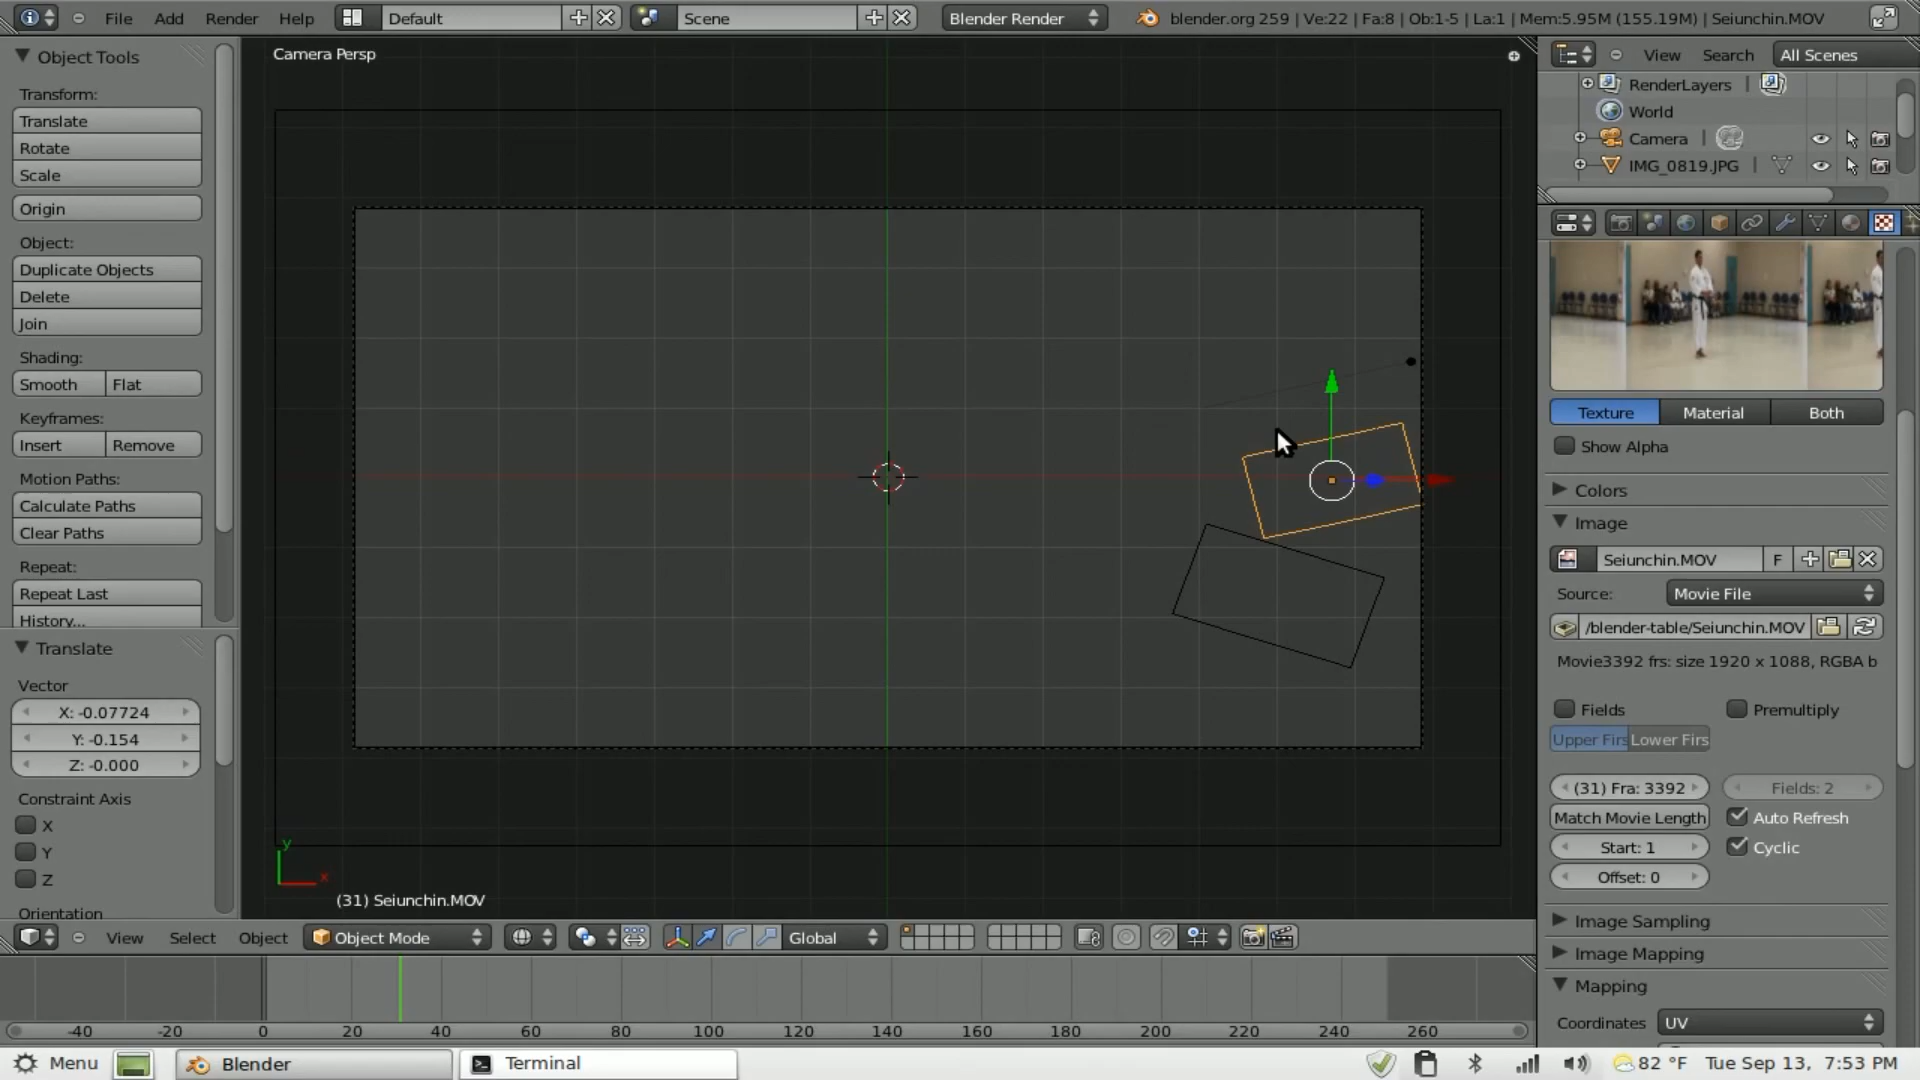 File Add Render Help Default Scene Blender Render blender.org 259 | Ve:22 | Fa:8 | Ob:1-5 | La:1 | Mem:5.95M (155.19M) | Seiunchin.MOV
Object Tools
Transform:
Translate
Rotate
Scale
Origin
Object:
Duplicate Objects
Delete
Join
Shading:
Smooth Flat
Keyframes:
Insert Remove
Motion Paths:
Calculate Paths
Clear Paths
Repeat:
Repeat Last
History...
Translate
Vector
X: -0.07724
Y: -0.154
Z: -0.000
Constraint Axis
X
Y
Z
Orientation
Camera Persp
y
x
(31) Seiunchin.MOV
View Select Object Object Mode Global
-40 -20 0 20 40 60 80 100 120 140 160 180 200 220 240 260
View Search All Scenes
RenderLayers |
World
Camera |
IMG_0819.JPG |
Texture Material Both
Show Alpha
Colors
Image
Seiunchin.MOV F
Source: Movie File
/blender-table/Seiunchin.MOV
Movie3392 frs: size 1920 x 1088, RGBA b
Fields Premultiply
Upper Firs Lower Firs
(31) Fra: 3392 Fields: 2
Match Movie Length Auto Refresh
Start: 1 Cyclic
Offset: 0
Image Sampling
Image Mapping
Mapping
Coordinates UV
Menu Blender Terminal 82 °F Tue Sep 13, 7:53 PM